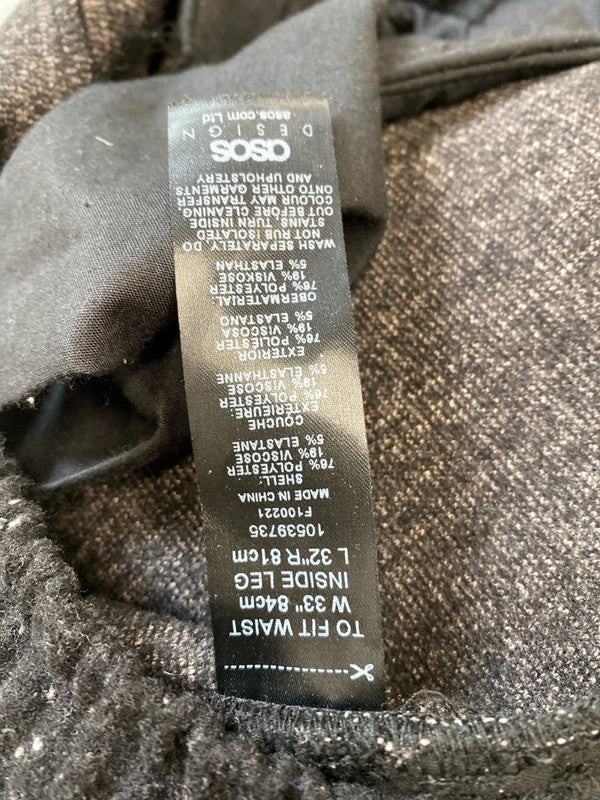 TO FIT WAIST
W 33" 84cm
INSIDE LEG
L 32"R 81cm
10539735
F100221
MADE IN CHINA
SHELL:
76% POLYESTER
19% VISCOSE
5% ELASTANE
COUCHE
EXTERIEURE:
76% POLYESTER
19% VISCOSE
5% ELASTHANNE
EXTERIOR
76% POLIÉSTER
19% VISCOSA
5% ELASTANO
OBERMATERIAL:
76% POLYESTER
19% VISKOSE
5% ELASTHAN
WASH SEPARATELY. DO
NOT RUB ISOLATED
STAINS. TURN INSIDE
OUT BEFORE CLEANING
COLOUR MAY TRANSFER
ONTO OTHER GARMENTS
AND UPHOLSTERY
asos
DESIGN
asos.com Ltd